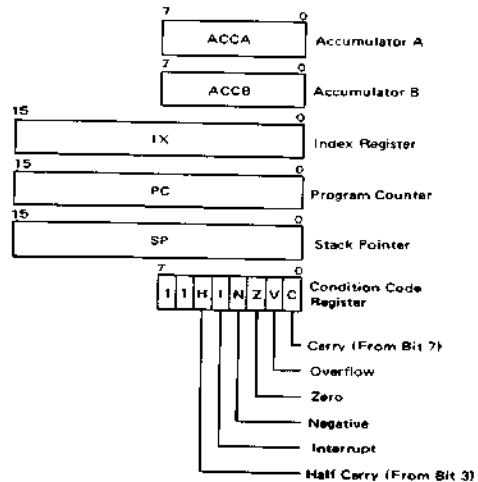 7 0
ACCA Accumulator A
7 0
ACCB Accumulator B
15 0
IX Index Register
15 0
PC Program Counter
15 0
SP Stack Pointer
7 0
1 1 H I N Z V C Condition Code
Register
Carry (From Bit 7)
Overflow
Zero
Negative
Interrupt
Half Carry (From Bit 3)